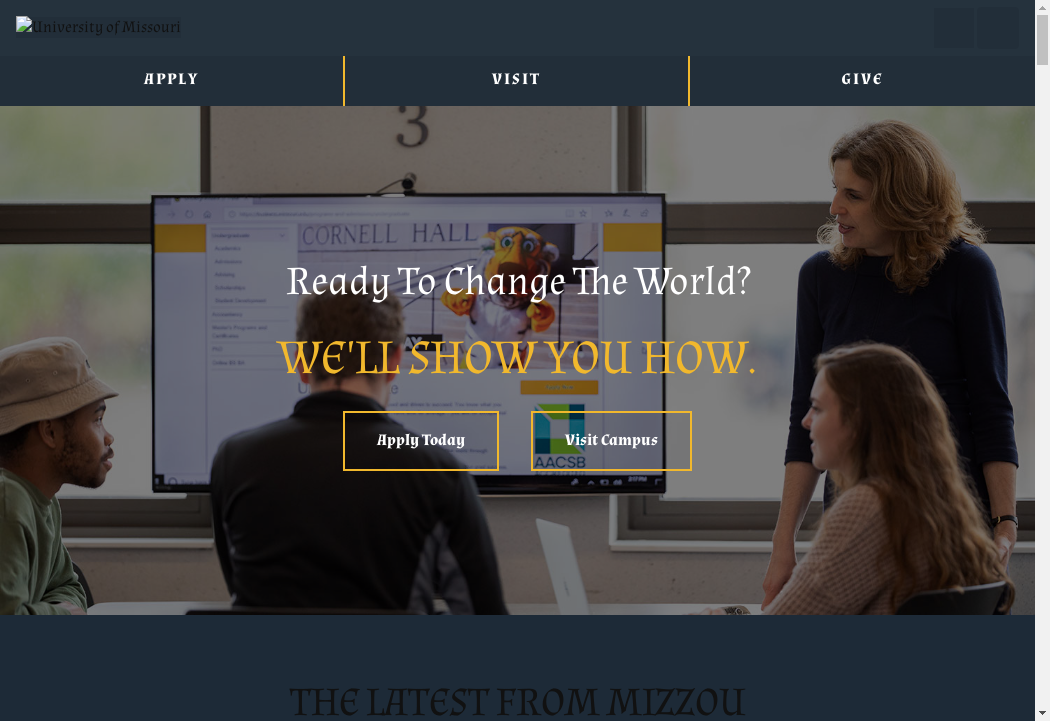 University of Missouri
APPLY
VISIT
GIVE
3
CORNELL HALL
Ready To Change The World?
WE'LL SHOW YOU HOW.
Apply Today
Visit Campus
AACSB
THE LATEST FROM MIZZOU